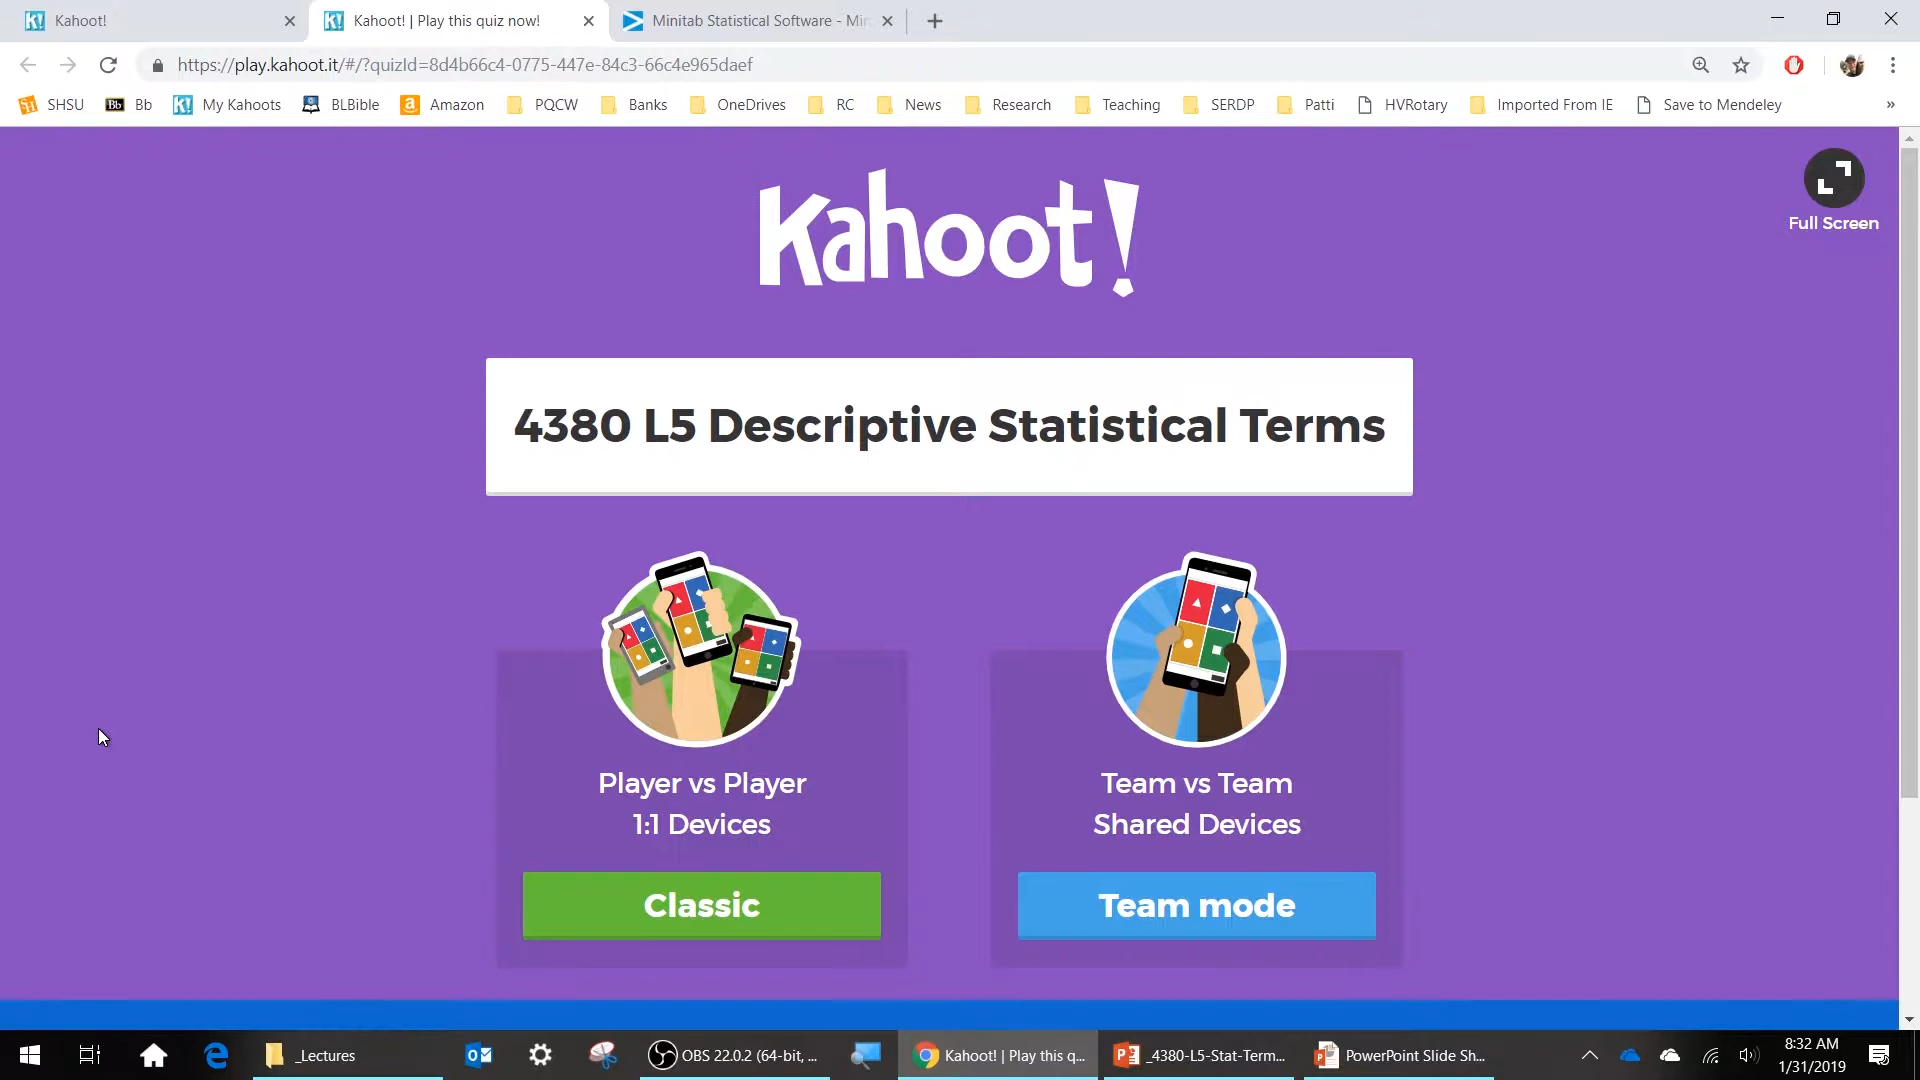 Kahoot!
Kahoot! | Play this quiz now!
Minitab Statistical Software - Min
https://play.kahoot.it/#/?quizId=8d4b66c4-0775-447e-84c3-66c4e965daef
SHSU
Bb
My Kahoots
BLBible
Amazon
PQCW
Banks
OneDrives
RC
News
Research
Teaching
SERDP
Patti
HVRotary
Imported From IE
Save to Mendeley
»
Kahoot!
Full Screen
4380 L5 Descriptive Statistical Terms
Player vs Player
1:1 Devices
Classic
Team vs Team
Shared Devices
Team mode
_Lectures
OBS 22.0.2 (64-bit, ...
Kahoot! | Play this q...
_4380-L5-Stat-Term...
PowerPoint Slide Sh...
8:32 AM
1/31/2019